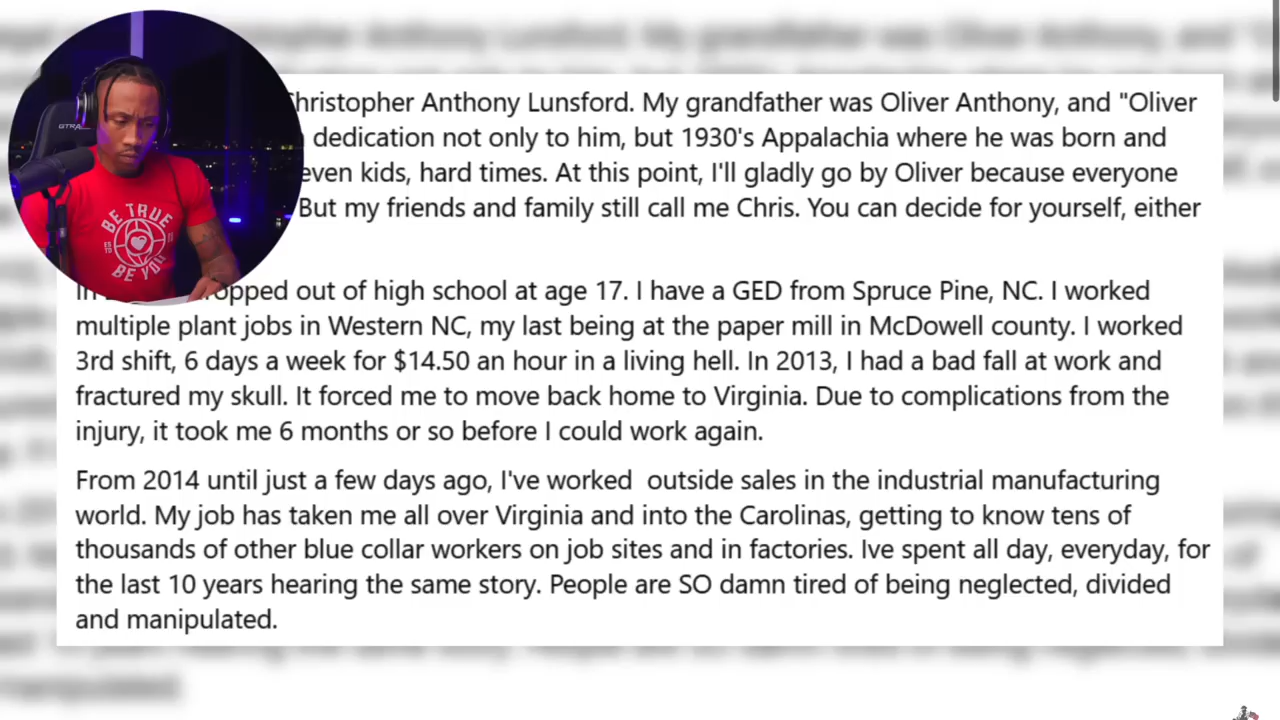 Christopher Anthony Lunsford. My grandfather was Oliver Anthony, and "Oliver
dedication not only to him, but 1930's Appalachia where he was born and
even kids, hard times. At this point, I'll gladly go by Oliver because everyone
But my friends and family still call me Chris. You can decide for yourself, either
opped out of high school at age 17. I have a GED from Spruce Pine, NC. I worked
multiple plant jobs in Western NC, my last being at the paper mill in McDowell county. I worked
3rd shift, 6 days a week for $14.50 an hour in a living hell. In 2013, I had a bad fall at work and
fractured my skull. It forced me to move back home to Virginia. Due to complications from the
injury, it took me 6 months or so before I could work again.
From 2014 until just a few days ago, I've worked outside sales in the industrial manufacturing
world. My job has taken me all over Virginia and into the Carolinas, getting to know tens of
thousands of other blue collar workers on job sites and in factories. Ive spent all day, everyday, for
the last 10 years hearing the same story. People are SO damn tired of being neglected, divided
and manipulated.
GTRA
BE TRUE
BE YOU